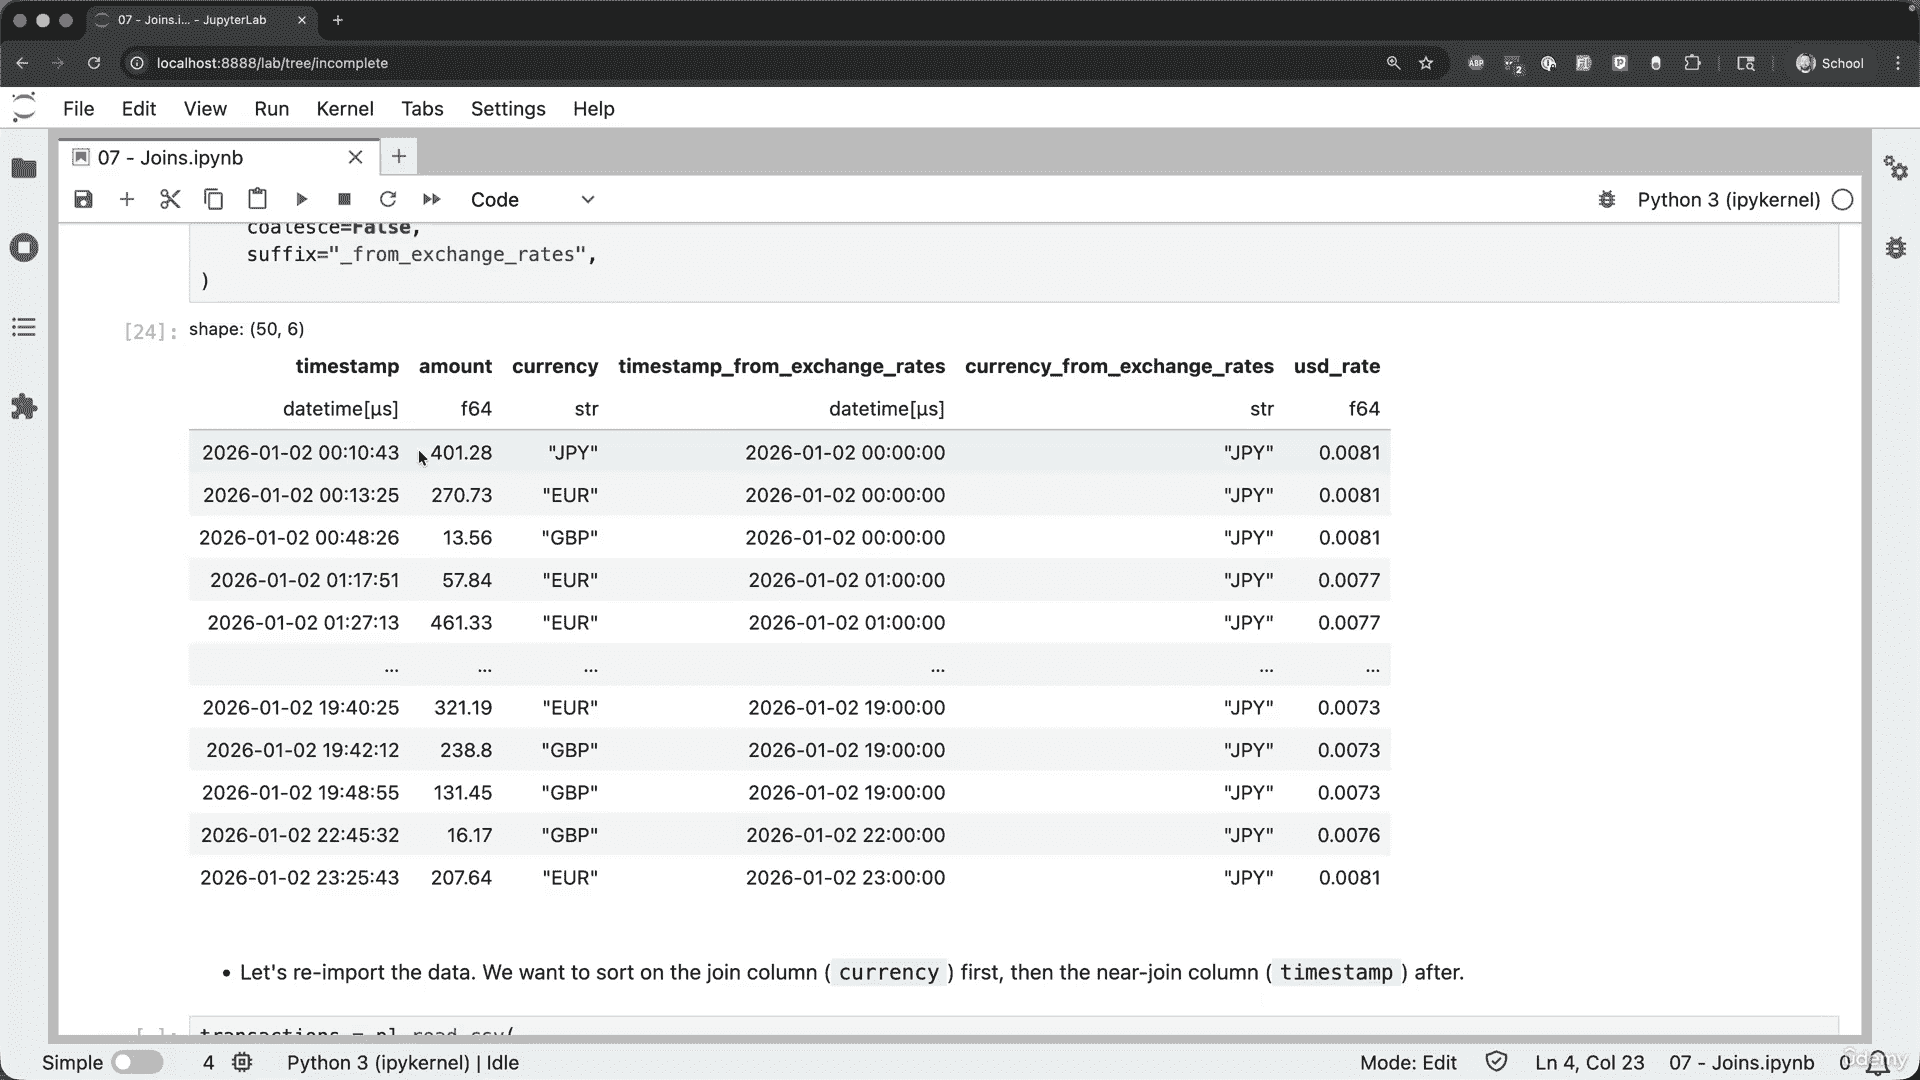 07 - Joins.i... - JupyterLab
localhost:8888/lab/tree/incomplete
ABP
2
School
File Edit View Run Kernel Tabs Settings Help
07 - Joins.ipynb
Code
Python 3 (ipykernel)
coalesce=False,
suffix="_from_exchange_rates",
)
[24]: shape: (50, 6)
timestamp amount currency timestamp_from_exchange_rates currency_from_exchange_rates usd_rate
datetime[μs] f64 str datetime[μs] str f64
2026-01-02 00:10:43 401.28 "JPY" 2026-01-02 00:00:00 "JPY" 0.0081
2026-01-02 00:13:25 270.73 "EUR" 2026-01-02 00:00:00 "JPY" 0.0081
2026-01-02 00:48:26 13.56 "GBP" 2026-01-02 00:00:00 "JPY" 0.0081
2026-01-02 01:17:51 57.84 "EUR" 2026-01-02 01:00:00 "JPY" 0.0077
2026-01-02 01:27:13 461.33 "EUR" 2026-01-02 01:00:00 "JPY" 0.0077
... ... ... ... ... ...
2026-01-02 19:40:25 321.19 "EUR" 2026-01-02 19:00:00 "JPY" 0.0073
2026-01-02 19:42:12 238.8 "GBP" 2026-01-02 19:00:00 "JPY" 0.0073
2026-01-02 19:48:55 131.45 "GBP" 2026-01-02 19:00:00 "JPY" 0.0073
2026-01-02 22:45:32 16.17 "GBP" 2026-01-02 22:00:00 "JPY" 0.0076
2026-01-02 23:25:43 207.64 "EUR" 2026-01-02 23:00:00 "JPY" 0.0081
• Let's re-import the data. We want to sort on the join column ( currency ) first, then the near-join column ( timestamp ) after.
[ ]: transactions = pl.read_csv(
Simple 4 Python 3 (ipykernel) | Idle Mode: Edit Ln 4, Col 23 07 - Joins.ipynb 0
Udemy